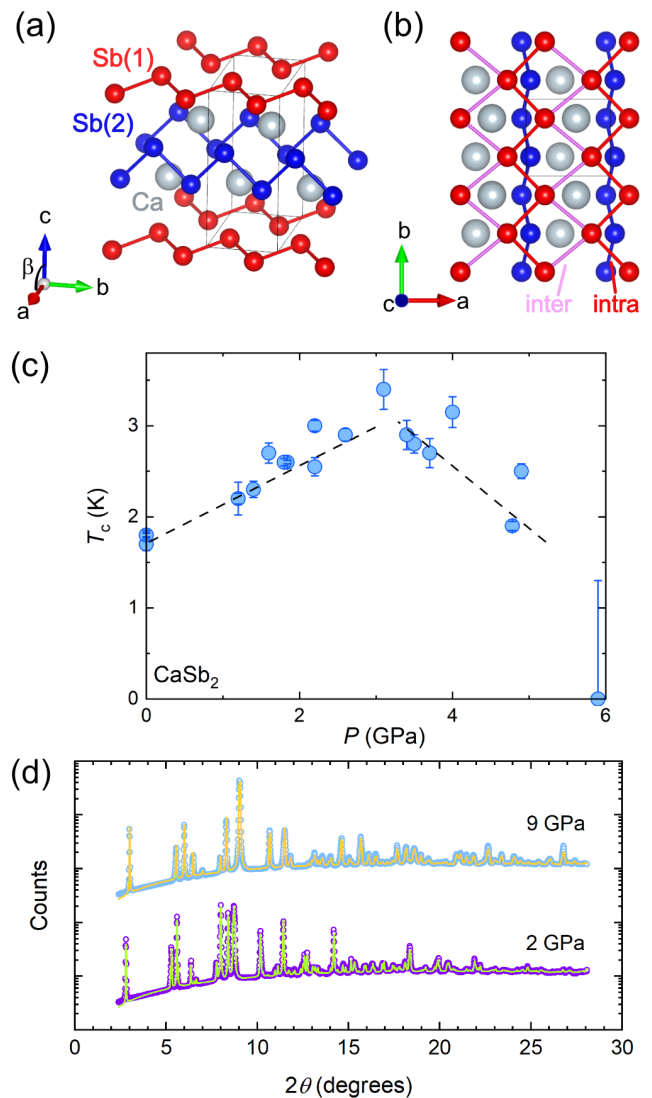 (a)
Sb(1)
Sb(2)
Ca
c
β
b
a
(b)
b
c
a
inter
intra
(c)
3
2
1
0
T_c (K)
CaSb₂
0
2
4
6
P (GPa)
(d)
Counts
9 GPa
2 GPa
0
5
10
15
20
25
30
2θ (degrees)